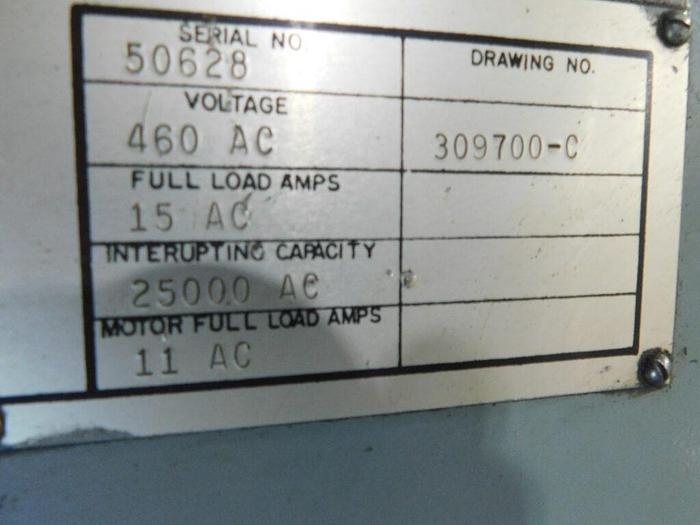 SERIAL NO.
50628
DRAWING NO.
VOLTAGE
460 AC
309700-C
FULL LOAD AMPS
15 AC
INTERUPTING CAPACITY
25000 AC
MOTOR FULL LOAD AMPS
11 AC